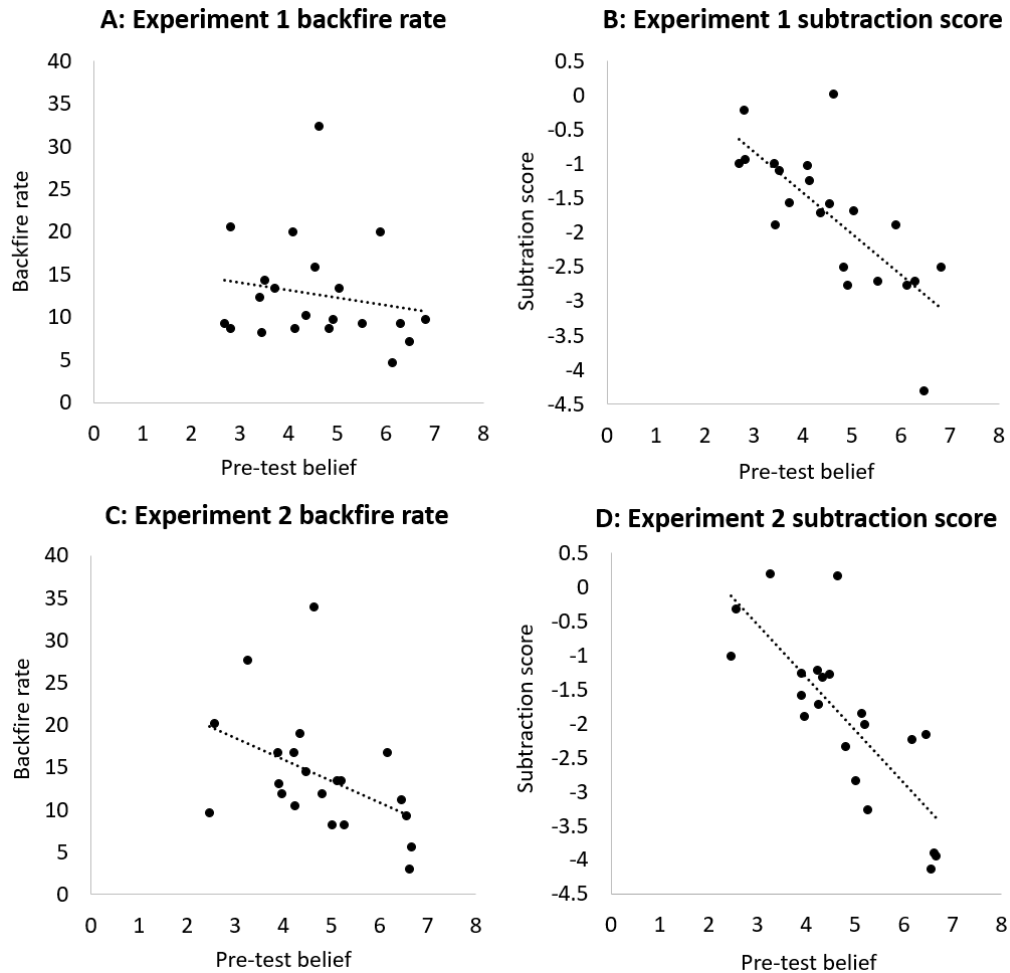 A: Experiment 1 backfire rate
Backfire rate
40
35
30
25
20
15
10
5
0
0 1 2 3 4 5 6 7 8
Pre-test belief
B: Experiment 1 subtraction score
Subtration score
0.5
0
-0.5
-1
-1.5
-2
-2.5
-3
-3.5
-4
-4.5
0 1 2 3 4 5 6 7 8
Pre-test belief
C: Experiment 2 backfire rate
Backfire rate
40
35
30
25
20
15
10
5
0
0 1 2 3 4 5 6 7 8
Pre-test belief
D: Experiment 2 subtraction score
Subtraction score
0.5
0
-0.5
-1
-1.5
-2
-2.5
-3
-3.5
-4
-4.5
0 1 2 3 4 5 6 7 8
Pre-test belief